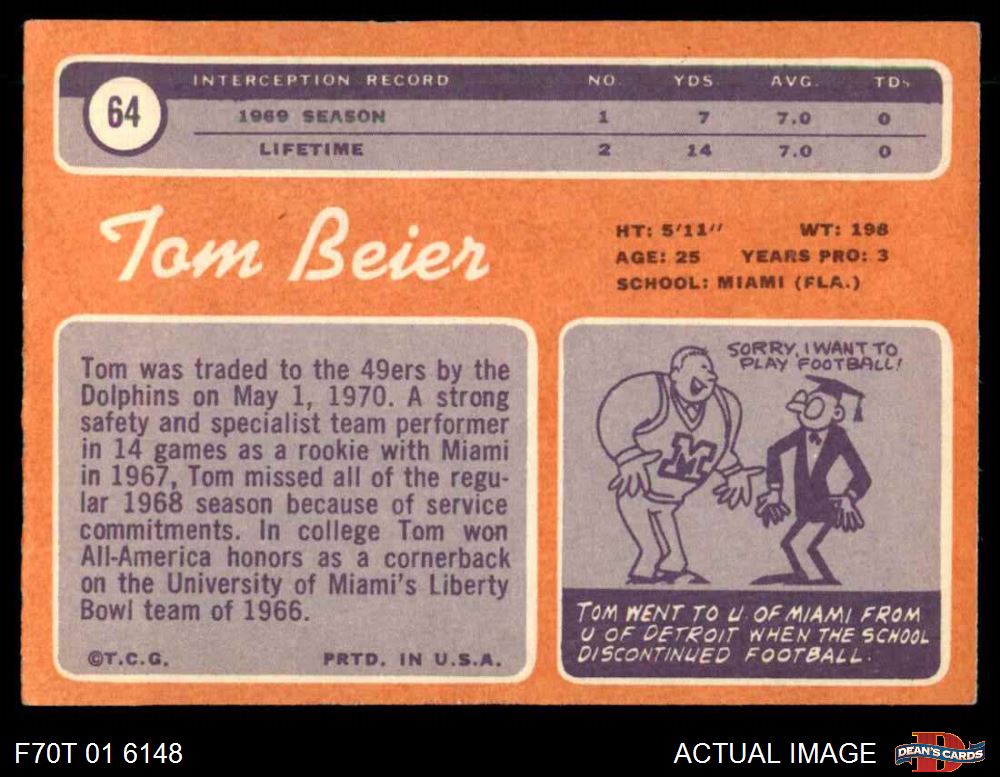 64
INTERCEPTION RECORD NO. YDS. AVG. TDs
1969 SEASON 1 7 7.0 0
LIFETIME 2 14 7.0 0
Tom Beier
HT: 5'11" WT: 198
AGE: 25 YEARS PRO: 3
SCHOOL: MIAMI (FLA.)
Tom was traded to the 49ers by the
Dolphins on May 1, 1970. A strong
safety and specialist team performer
in 14 games as a rookie with Miami
in 1967, Tom missed all of the regu-
lar 1968 season because of service
commitments. In college Tom won
All-America honors as a cornerback
on the University of Miami's Liberty
Bowl team of 1966.
©T.C.G. PRTD. IN U.S.A.
SORRY, I WANT TO
PLAY FOOTBALL!
M
TOM WENT TO U. OF MIAMI FROM
U OF DETROIT WHEN THE SCHOOL
DISCONTINUED FOOTBALL.
F70T 01 6148 ACTUAL IMAGE
D
DEAN'S CARDS